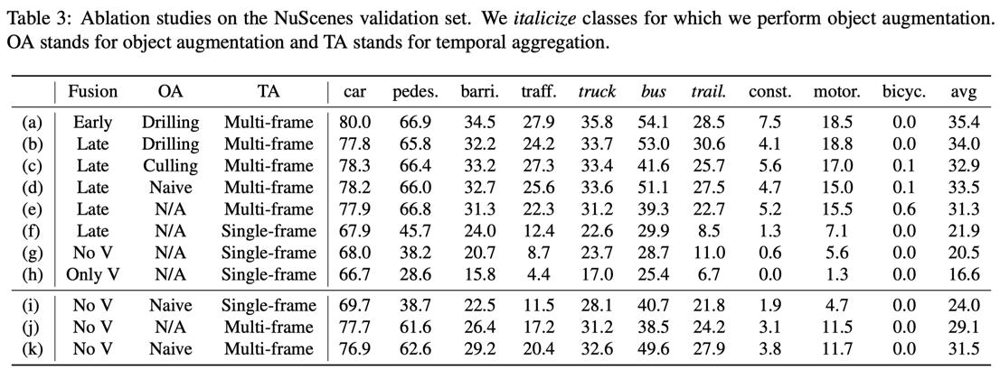 Table 3: Ablation studies on the NuScenes validation set. We italicize classes for which we perform object augmentation.
OA stands for object augmentation and TA stands for temporal aggregation.
Fusion OA TA car pedes. barri. traff. truck bus trail. const. motor. bicyc. avg
(a) Early Drilling Multi-frame 80.0 66.9 34.5 27.9 35.8 54.1 28.5 7.5 18.5 0.0 35.4
(b) Late Drilling Multi-frame 77.8 65.8 32.2 24.2 33.7 53.0 30.6 4.1 18.8 0.0 34.0
(c) Late Culling Multi-frame 78.3 66.4 33.2 27.3 33.4 41.6 25.7 5.6 17.0 0.1 32.9
(d) Late Naive Multi-frame 78.2 66.0 32.7 25.6 33.6 51.1 27.5 4.7 15.0 0.1 33.5
(e) Late N/A Multi-frame 77.9 66.8 31.3 22.3 31.2 39.3 22.7 5.2 15.5 0.6 31.3
(f) Late N/A Single-frame 67.9 45.7 24.0 12.4 22.6 29.9 8.5 1.3 7.1 0.0 21.9
(g) No V N/A Single-frame 68.0 38.2 20.7 8.7 23.7 28.7 11.0 0.6 5.6 0.0 20.5
(h) Only V N/A Single-frame 66.7 28.6 15.8 4.4 17.0 25.4 6.7 0.0 1.3 0.0 16.6
(i) No V Naive Single-frame 69.7 38.7 22.5 11.5 28.1 40.7 21.8 1.9 4.7 0.0 24.0
(j) No V N/A Multi-frame 77.7 61.6 26.4 17.2 31.2 38.5 24.2 3.1 11.5 0.0 29.1
(k) No V Naive Multi-frame 76.9 62.6 29.2 20.4 32.6 49.6 27.9 3.8 11.7 0.0 31.5